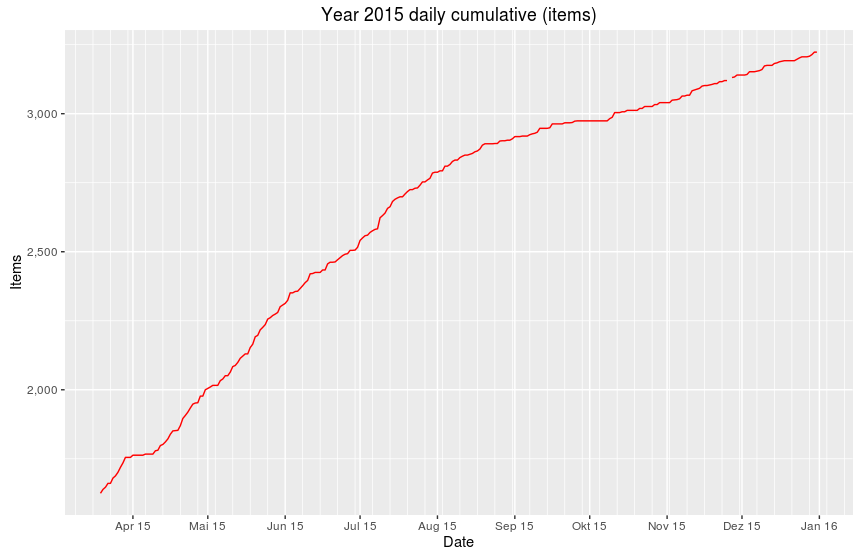 Year 2015 daily cumulative (items)
3,000
2,500
2,000
Items
Apr 15 Mai 15 Jun 15 Jul 15 Aug 15 Sep 15 Okt 15 Nov 15 Dez 15 Jan 16
Date